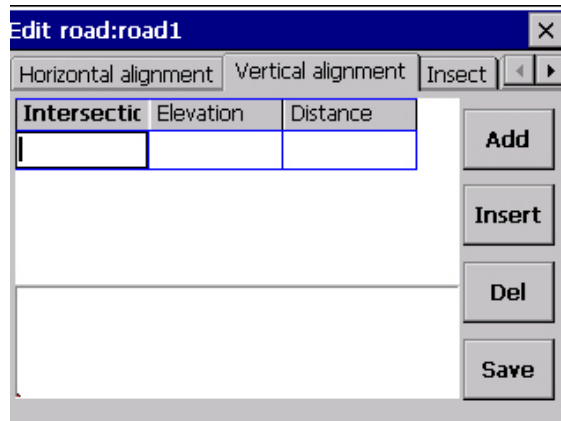 Edit road:road1
Horizontal alignment Vertical alignment Insect
Intersectic Elevation Distance
Add
Insert
Del
Save